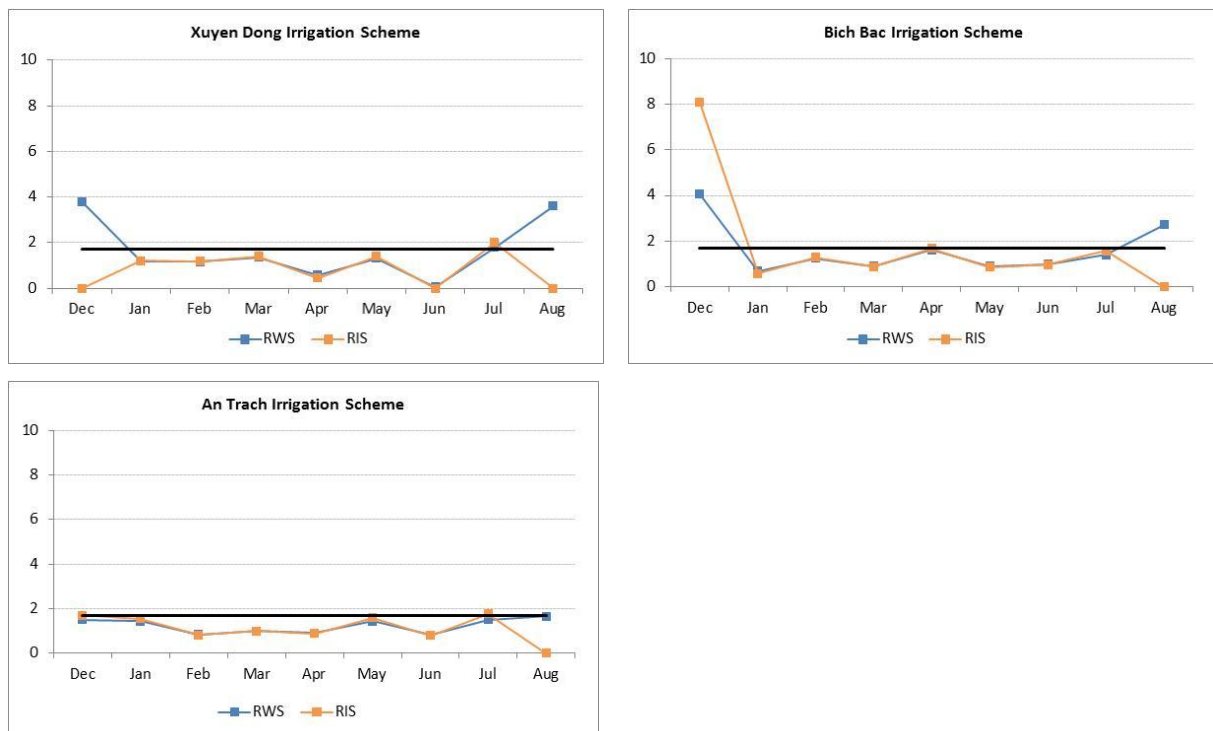 Xuyen Dong Irrigation Scheme
10
8
6
4
2
0
Dec Jan Feb Mar Apr May Jun Jul Aug
RWS RIS
Bich Bac Irrigation Scheme
10
8
6
4
2
0
Dec Jan Feb Mar Apr May Jun Jul Aug
RWS RIS
An Trach Irrigation Scheme
10
8
6
4
2
0
Dec Jan Feb Mar Apr May Jun Jul Aug
RWS RIS